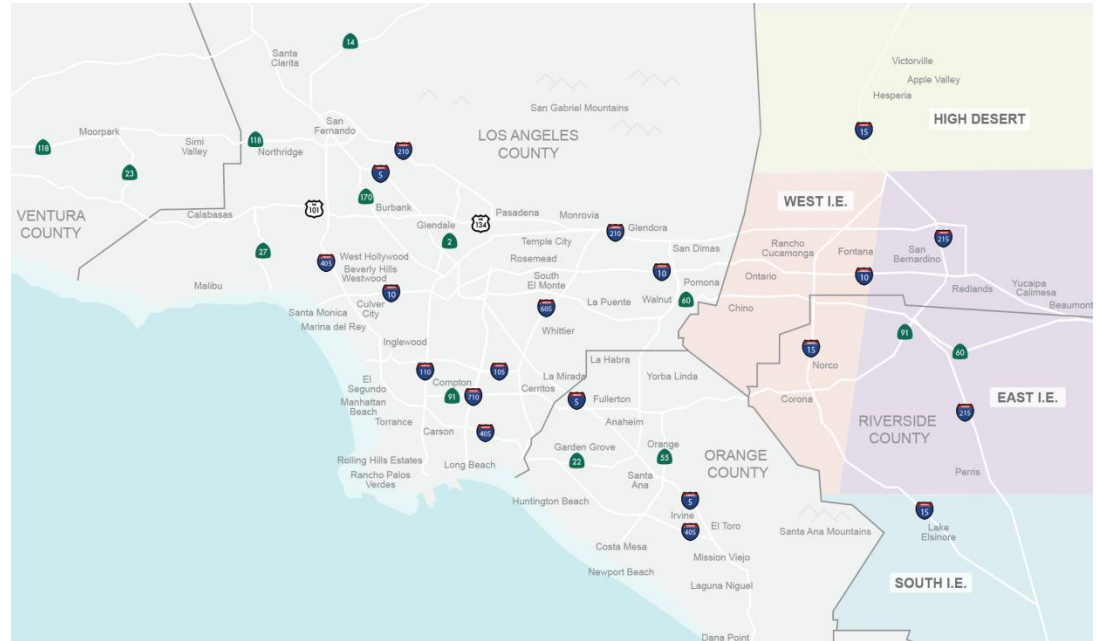 14
Santa
Clarita
Victorville
Apple Valley
Hesperia
San Gabriel Mountains
HIGH DESERT
15
San
Fernando
LOS ANGELES
COUNTY
Moorpark
118
Simi
Valley
118
Northridge
210
5
23
170
Burbank
WEST I.E.
VENTURA
COUNTY
Calabasas
101
Glendale
134
Pasadena
Monrovia
2
210
Glendora
215
27
Temple City
Rosemead
San Dimas
Rancho
Cucamonga
Fontana
San
Bernardino
405
West Hollywood
Beverly Hills
Westwood
South
El Monte
10
Pomona
Ontario
10
Malibu
10
Culver
City
La Puente
Walnut
60
Redlands
Yucaipa
Calimesa
Beaumont
Santa Monica
Marina del Rey
605
Chino
Whittier
91
Inglewood
15
60
La Habra
110
105
La Mirada
Yorba Linda
Norco
El
Segundo
Compton
91
710
Cerritos
5
Fullerton
Corona
EAST I.E.
Manhattan
Beach
Torrance
Carson
405
Anaheim
215
RIVERSIDE
COUNTY
Garden Grove
22
Orange
55
ORANGE
COUNTY
Rolling Hills Estates
Rancho Palos
Verdes
Long Beach
Santa
Ana
Perris
Huntington Beach
5
Irvine
15
405
El Toro
Santa Ana Mountains
Lake
Elsinore
Costa Mesa
Mission Viejo
Newport Beach
Laguna Niguel
SOUTH I.E.
Dana Point